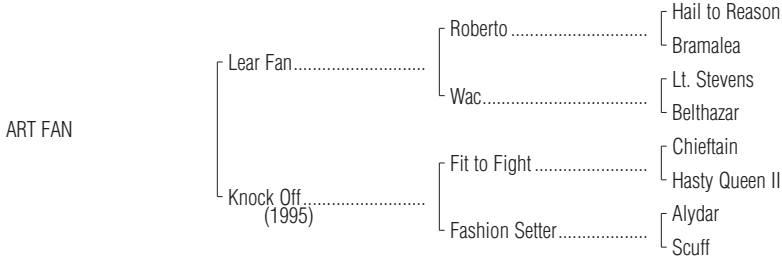 Hail to Reason
Roberto ..............................
Bramalea
Lear Fan............................
Lt. Stevens
Wac...................................
Belthazar
ART FAN
Chieftain
Fit to Fight ........................
Hasty Queen II
Knock Off..........................
(1995)
Alydar
Fashion Setter...................
Scuff